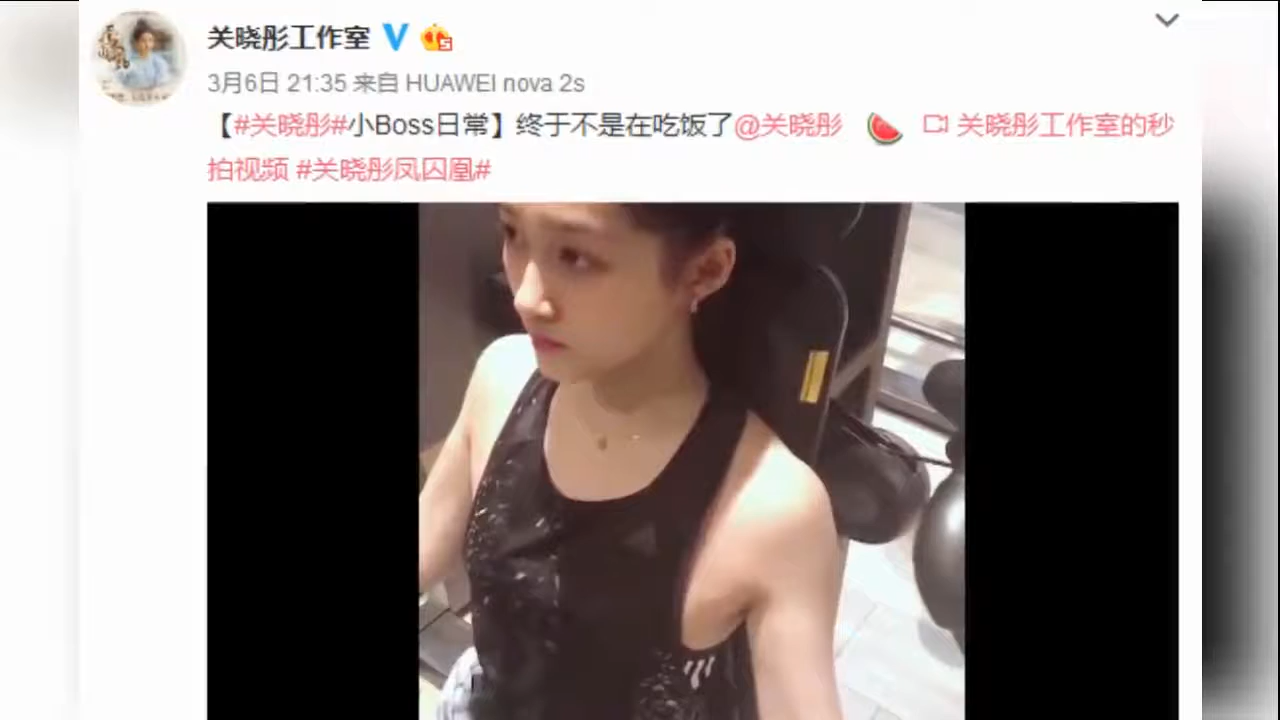 关晓彤工作室
3月6日 21:35 来自 HUAWEI nova 2s
【#关晓彤#小Boss日常】终于不是在吃饭了@关晓彤 关晓彤工作室的秒
拍视频 #关晓彤凤囚凰#